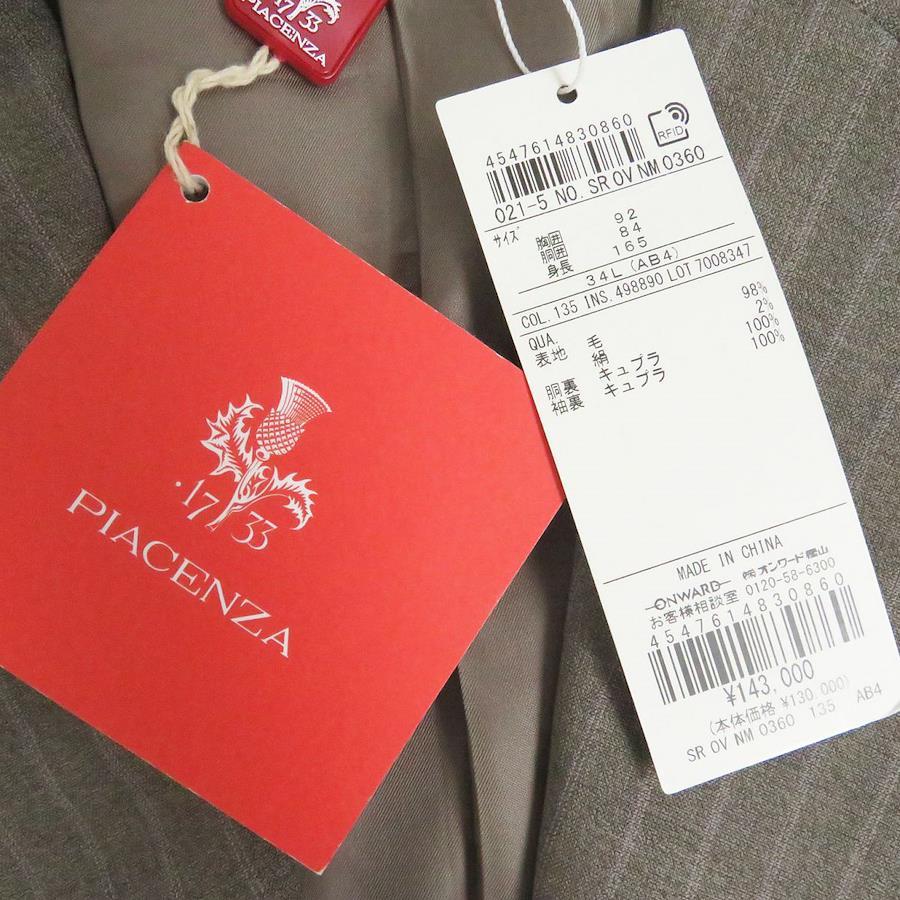 17 33
PIACENZA
.17 33
PIACENZA
RFID
4547614830860
021-5 NO. SR OV NM 0360
サイズ 胸囲 92
胴囲 84
身長 165
34L (AB4)
COL. 135 INS. 498890 LOT 7008347
QUA.
表地 毛 98%
絹 2%
胴裏 キュプラ 100%
袖裏 キュプラ 100%
MADE IN CHINA
ONWARD ㈱オンワード樫山
お客様相談室 0120-58-6300
4547614830860
¥143,000
(本体価格 ¥130,000)
SR OV NM 0360 135 AB4